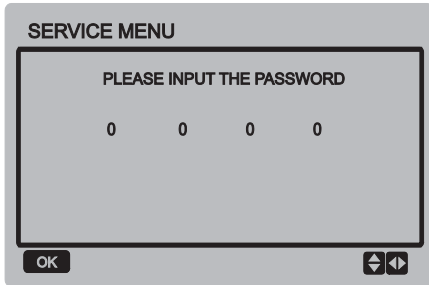 SERVICE MENU
PLEASE INPUT THE PASSWORD
0 0 0 0
OK